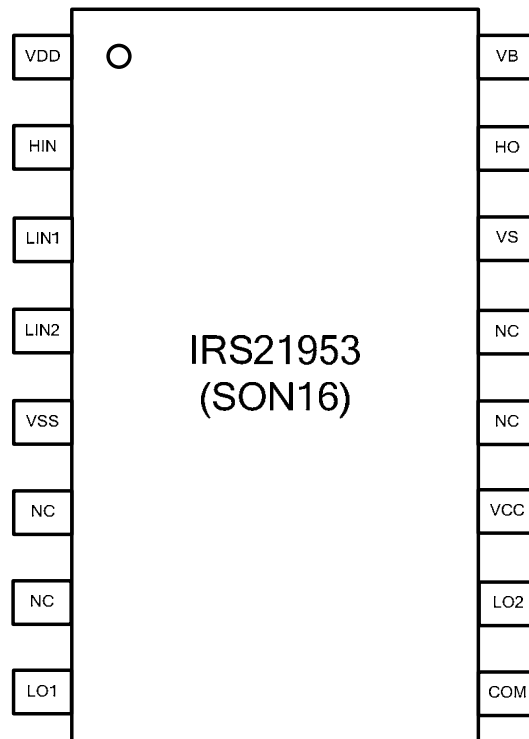 VDD
VB
HIN
HO
LIN1
VS
LIN2
NC
IRS21953
(SON16)
VSS
NC
NC
VCC
NC
LO2
LO1
COM